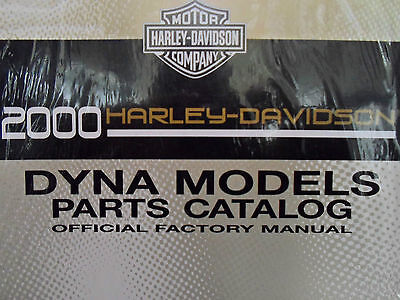 MOTOR
HARLEY-DAVIDSON
COMPANY
2000 HARLEY-DAVIDSON
DYNA MODELS
PARTS CATALOG
OFFICIAL FACTORY MANUAL